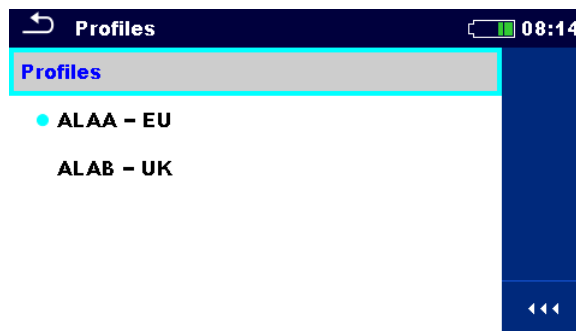 Profiles 08:14
Profiles
ALAA – EU
ALAB – UK